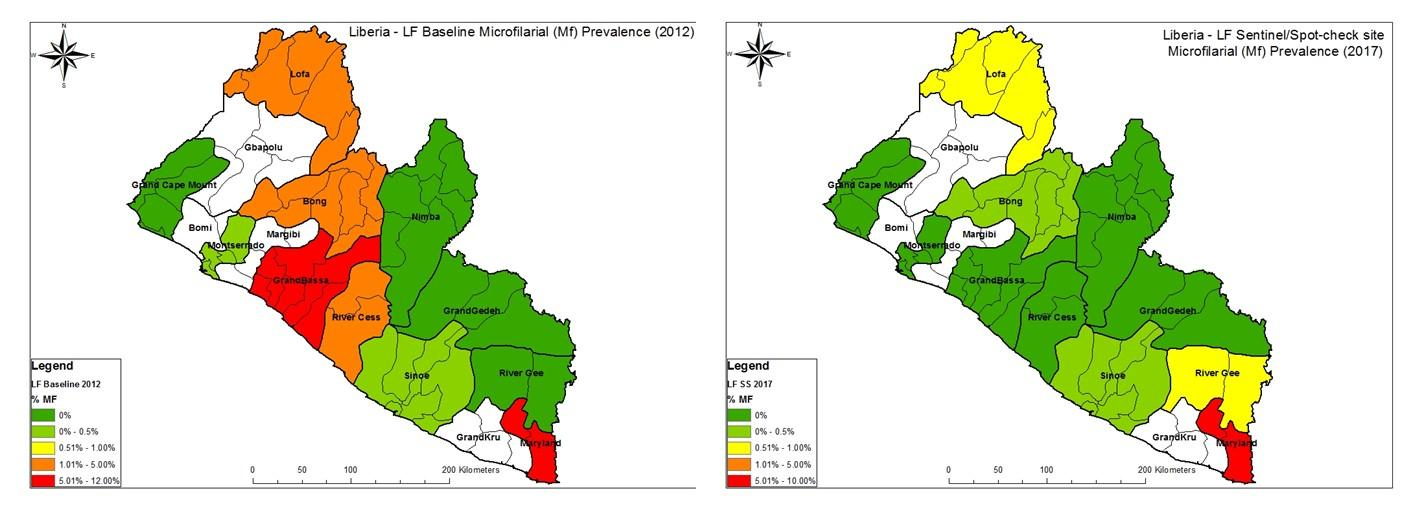 Liberia - LF Baseline Microfilarial (Mf) Prevalence (2012)
N
W
E
S
Lofa
Gbapolu
Grand Cape Mount
Bong
Nimba
Bomi
Margibi
Montserrado
GrandBassa
River Cess
GrandGedeh
Sinoe
River Gee
GrandKru
Maryland
Legend
LF Baseline 2012
% MF
0%
0% - 0.5%
0.51% - 1.00%
1.01% - 5.00%
5.01% - 12.00%
0 50 100 200 Kilometers
Liberia - LF Sentinel/Spot-check site
Microfilarial (Mf) Prevalence (2017)
N
W
E
S
Lofa
Gbapolu
Grand Cape Mount
Bong
Nimba
Bomi
Margibi
Montserrado
GrandBassa
River Cess
GrandGedeh
Sinoe
River Gee
GrandKru
Maryland
Legend
LF SS 2017
% MF
0%
0% - 0.5%
0.51% - 1.00%
1.01% - 5.00%
5.01% - 10.00%
0 50 100 200 Kilometers